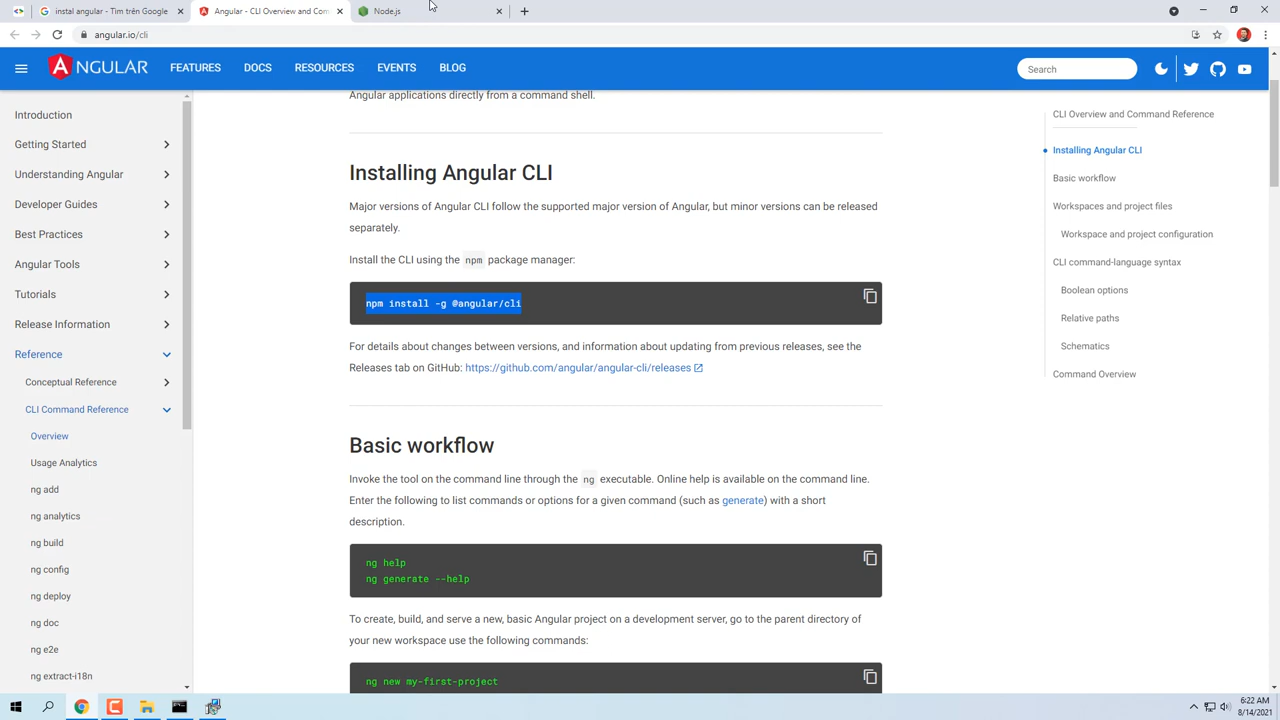 instal angular - Tìm trên Google
Angular - CLI Overview and Com
Node.js
angular.io/cli
ANGULAR
FEATURES
DOCS
RESOURCES
EVENTS
BLOG
Search
Introduction
Getting Started
Understanding Angular
Developer Guides
Best Practices
Angular Tools
Tutorials
Release Information
Reference
Conceptual Reference
CLI Command Reference
Overview
Usage Analytics
ng add
ng analytics
ng build
ng config
ng deploy
ng doc
ng e2e
ng extract-i18n
Angular applications directly from a command shell.
Installing Angular CLI
Major versions of Angular CLI follow the supported major version of Angular, but minor versions can be released
separately.
Install the CLI using the npm package manager:
npm install -g @angular/cli
For details about changes between versions, and information about updating from previous releases, see the
Releases tab on GitHub: https://github.com/angular/angular-cli/releases
Basic workflow
Invoke the tool on the command line through the ng executable. Online help is available on the command line.
Enter the following to list commands or options for a given command (such as generate) with a short
description.
ng help
ng generate --help
To create, build, and serve a new, basic Angular project on a development server, go to the parent directory of
your new workspace use the following commands:
ng new my-first-project
CLI Overview and Command Reference
Installing Angular CLI
Basic workflow
Workspaces and project files
Workspace and project configuration
CLI command-language syntax
Boolean options
Relative paths
Schematics
Command Overview
6:22 AM
8/14/2021